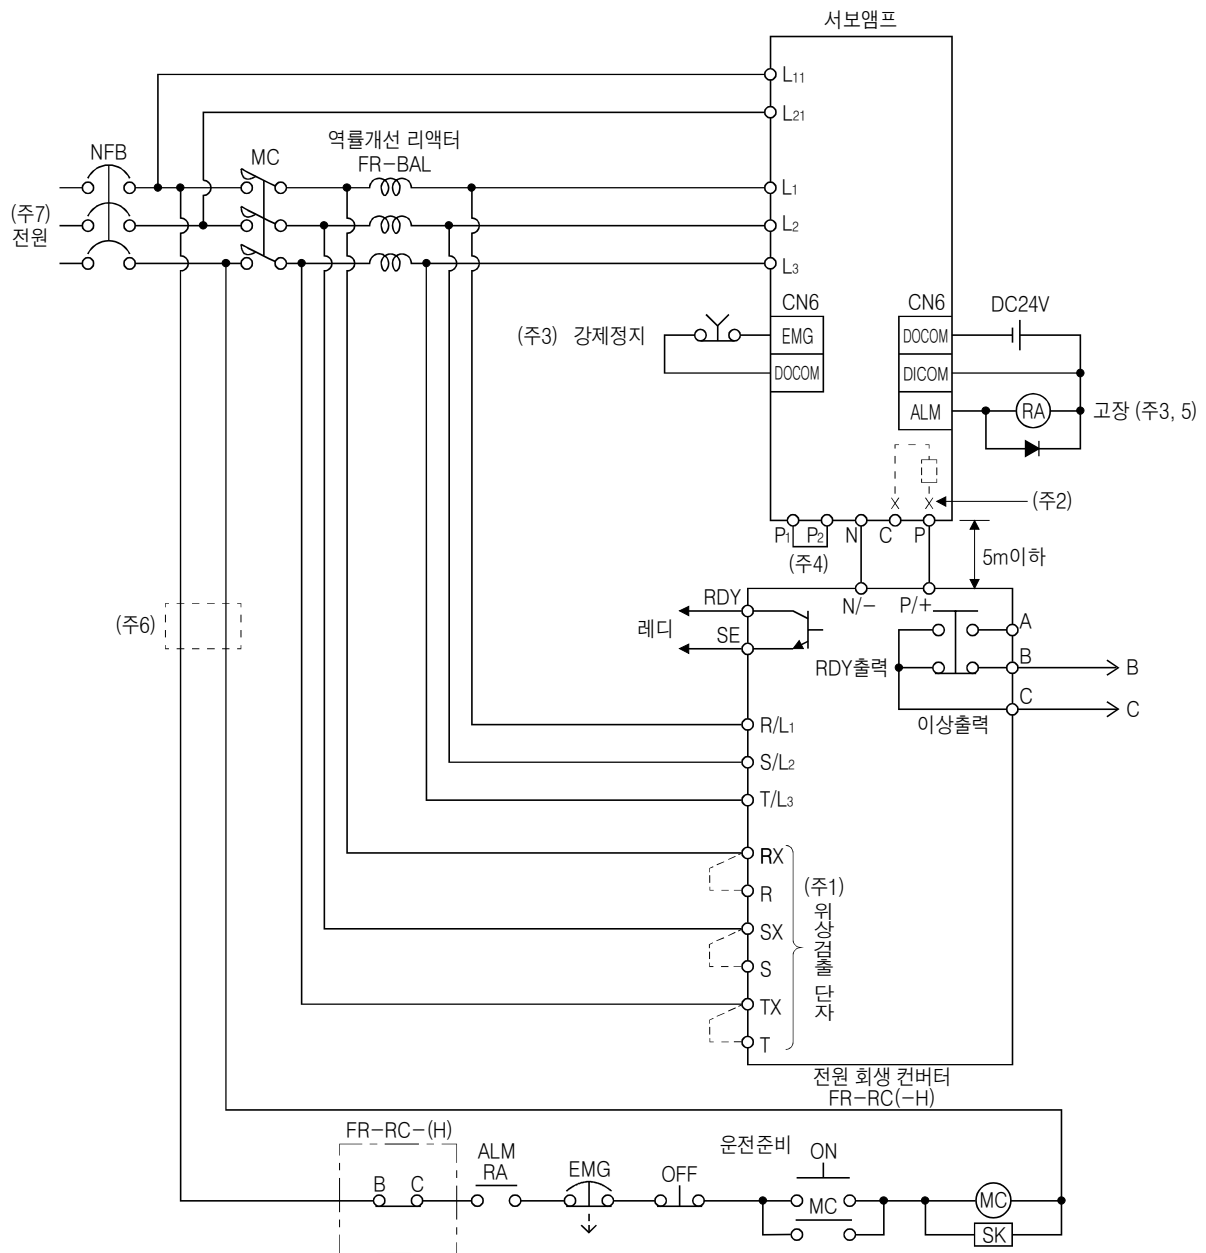 서보앰프
L11
L21
역률개선 리액터
FR-BAL
NFB
MC
L1
(주7)
전원
L2
L3
CN6
CN6
DC24V
(주3) 강제정지
EMG
DOCOM
DOCOM
DICOM
ALM
RA
고장 (주3, 5)
(주2)
P1
P2
N
C
P
(주4)
5m이하
N/-
P/+
RDY
레디
SE
(주6)
A
B
B
RDY출력
C
C
이상출력
R/L1
S/L2
T/L3
RX
R
SX
S
TX
T
(주1)
위상검출 단자
전원 회생 컨버터
FR-RC(-H)
FR-RC-(H)
B
C
ALM
RA
EMG
OFF
운전준비
ON
MC
MC
SK